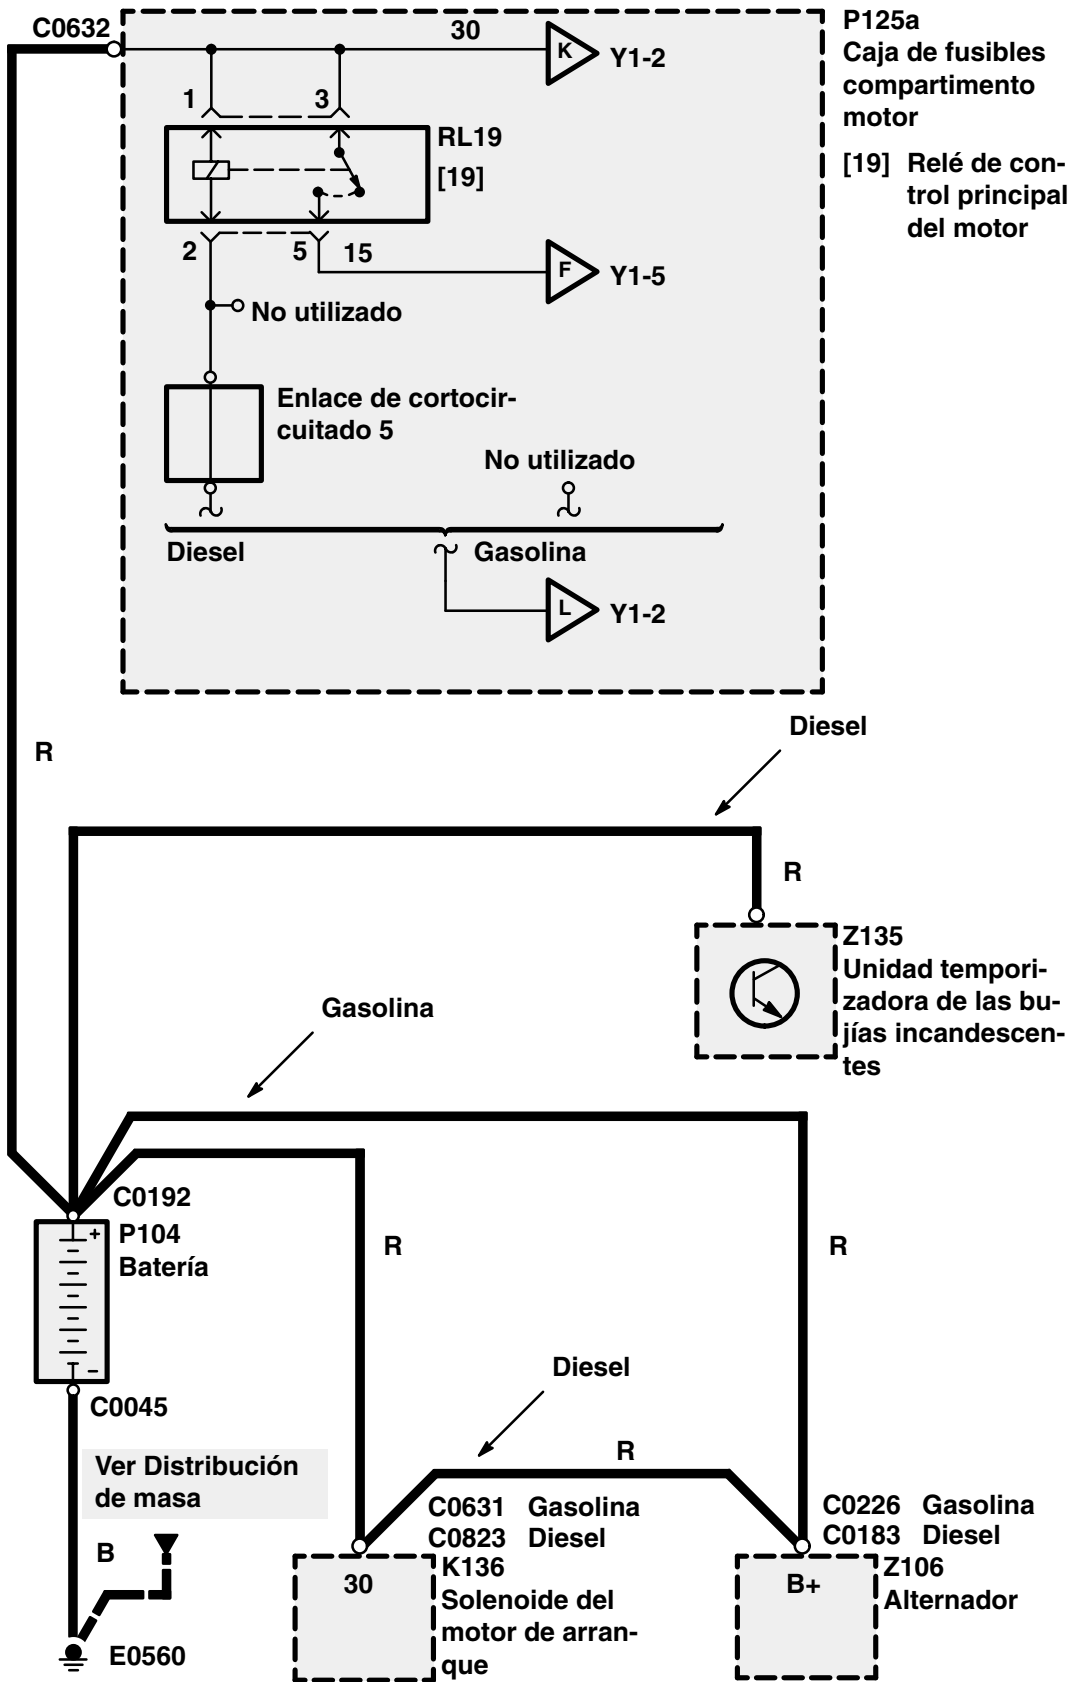 C0632
30
K
Y1-2
P125a
Caja de fusibles
compartimento
motor
[19] Relé de con-
trol principal
del motor
1
3
RL19
[19]
2
5
15
F
Y1-5
No utilizado
Enlace de cortocir-
cuitado 5
No utilizado
Diesel
Gasolina
L
Y1-2
R
Diesel
R
Z135
Unidad tempori-
zadora de las bu-
jías incandescen-
tes
Gasolina
C0192
+
P104
Batería
–
R
R
C0045
Diesel
R
Ver Distribución
de masa
B
E0560
C0631 Gasolina
C0823 Diesel
30
K136
Solenoide del
motor de arran-
que
C0226 Gasolina
C0183 Diesel
B+
Z106
Alternador